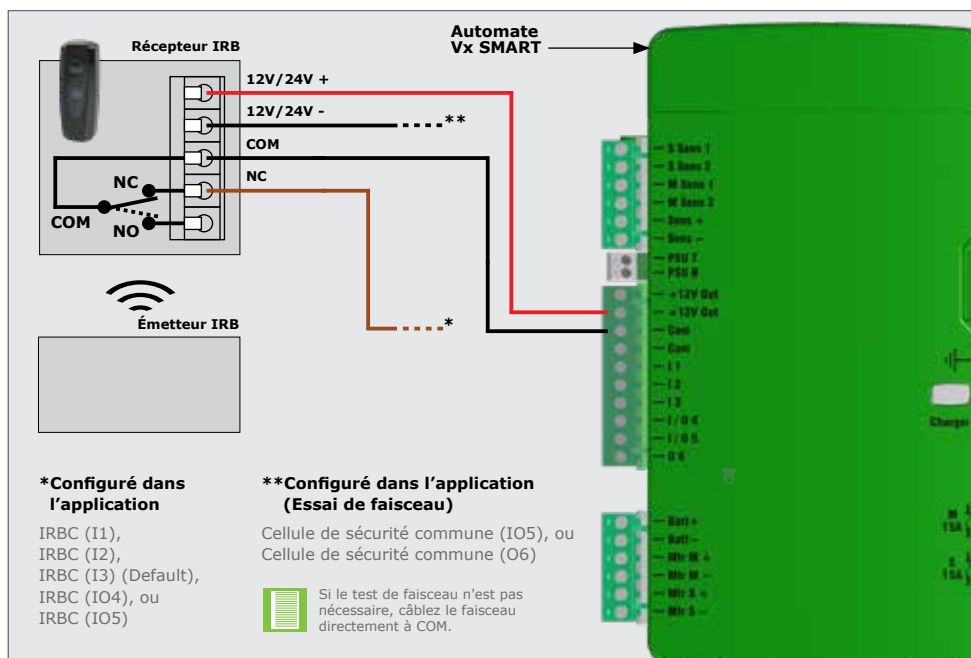 Récepteur IRB
Automate
Vx SMART
12V/24V +
12V/24V -
**
COM
NC
NC
COM
NO
*
Émetteur IRB
S Sens 1
S Sens 2
M Sens 1
M Sens 2
Sens +
Sens -
PSU T
PSU R
+12V Out
+12V Out
Com
Com
I 1
I 2
I 3
I/O 4
I/O 5
O 6
Charger
Batt+
Batt-
Mtr M +
Mtr M -
Mtr S +
Mtr S -
M
15A
S
15A
*Configuré dans
l'application
IRBC (I1),
IRBC (I2),
IRBC (I3) (Default),
IRBC (IO4), ou
IRBC (IO5)
**Configuré dans l'application
(Essai de faisceau)
Cellule de sécurité commune (IO5), ou
Cellule de sécurité commune (O6)
Si le test de faisceau n'est pas
nécessaire, câblez le faisceau
directement à COM.